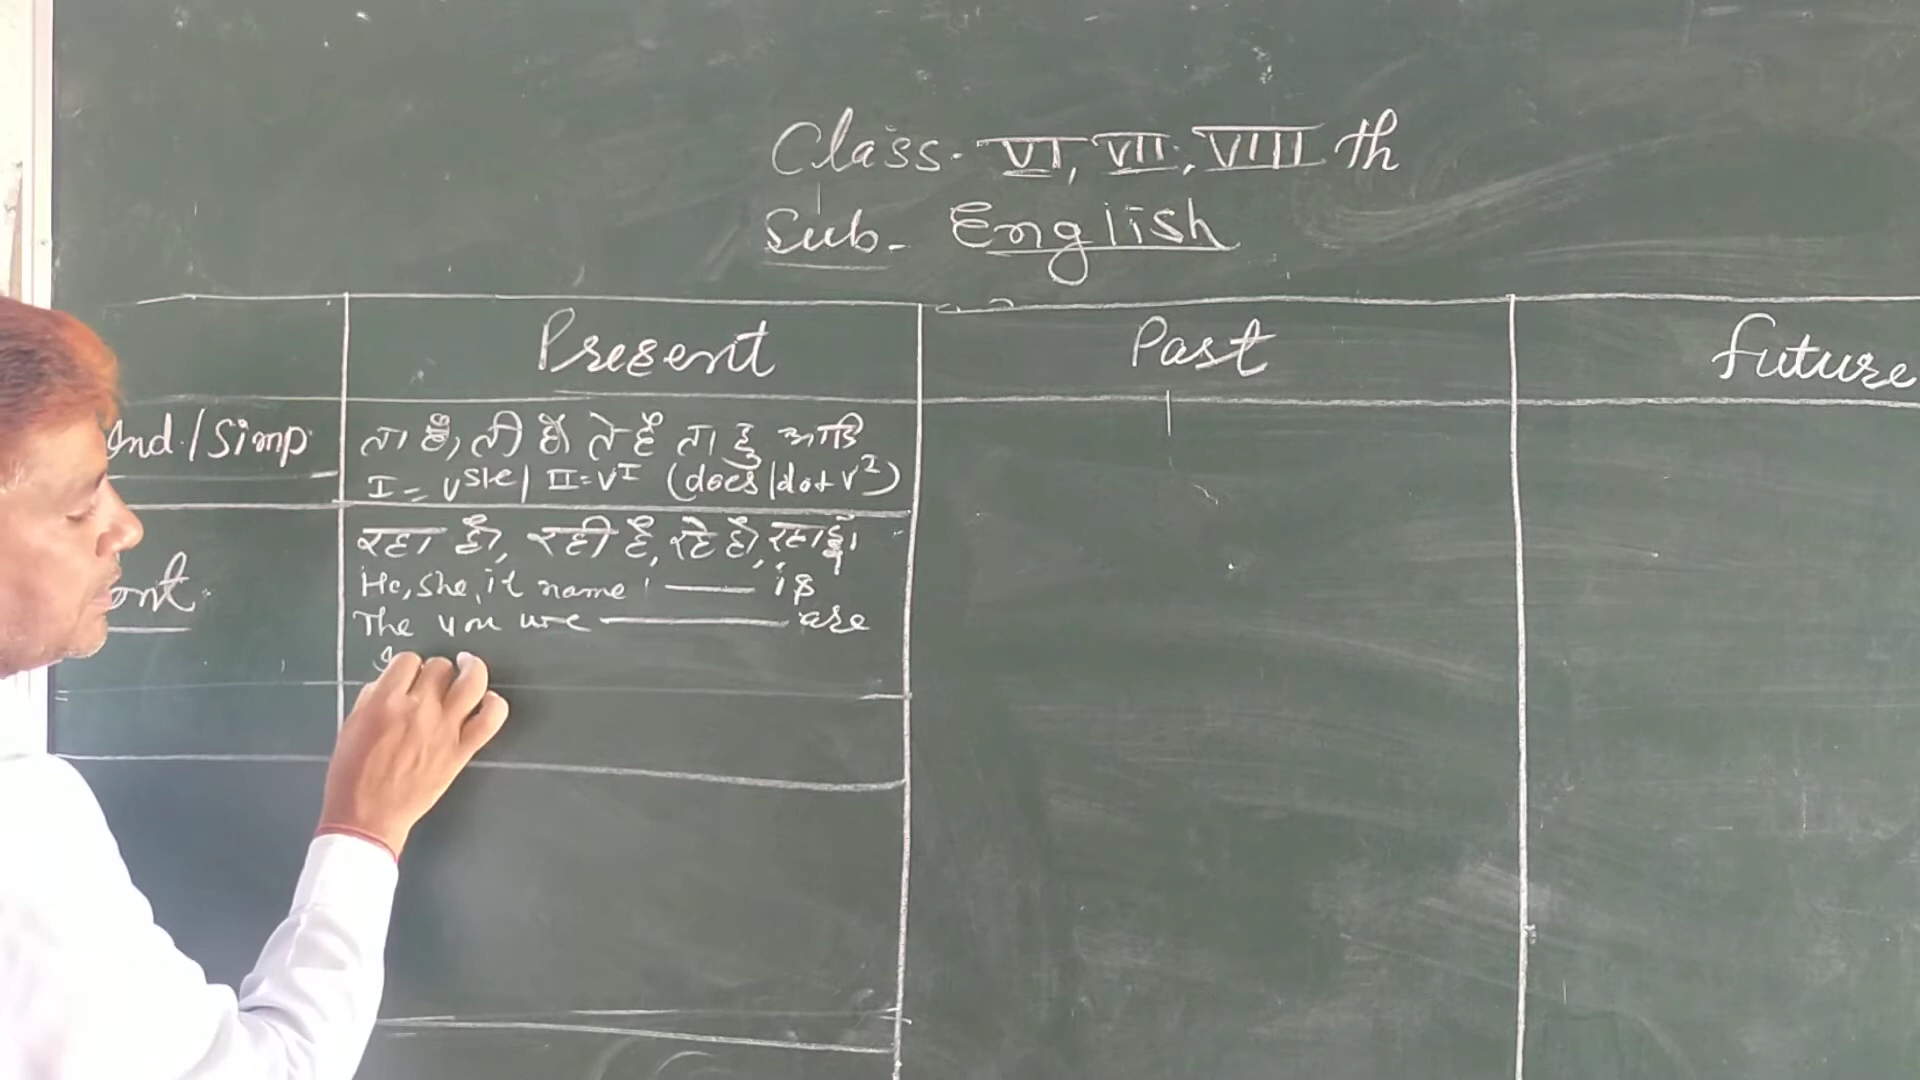 Class. VI, VII, VIII th
Sub. English
Present Past Future
Ind./Simp ता है, ती है ते हैं ता हूँ आदि
I = V^s/e/ II = V^I (does/do+V^I)
रहा है, रही है, रहे हो, रहा हूँ।
ont. He, She, it name ——— is
The you we ——— are
I